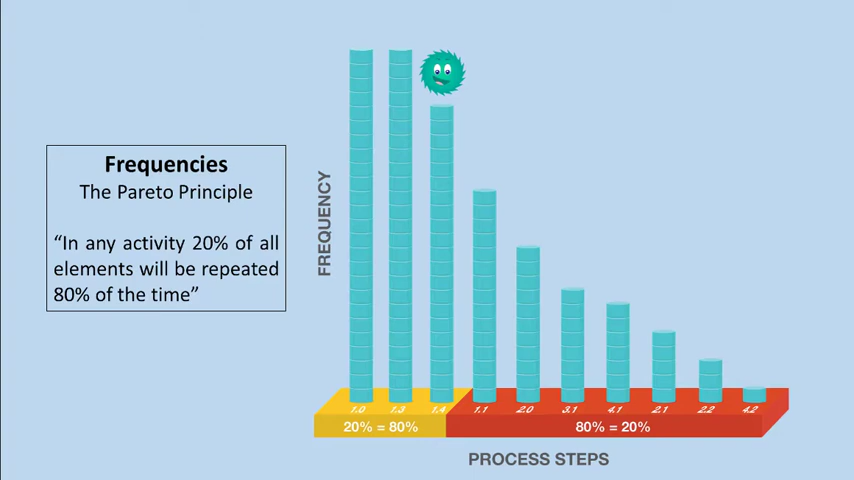 Frequencies
The Pareto Principle
“In any activity 20% of all
elements will be repeated
80% of the time”
FREQUENCY
1.0 1.3 1.4 1.1 2.0 3.1 4.1 2.1 2.2 4.2
20% = 80% 80% = 20%
PROCESS STEPS